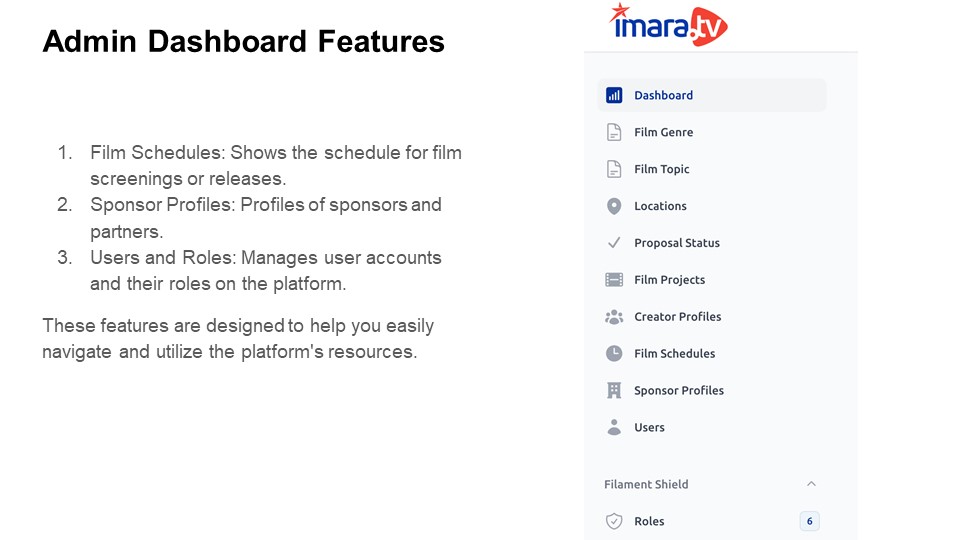 Admin Dashboard Features
1. Film Schedules: Shows the schedule for film
screenings or releases.
2. Sponsor Profiles: Profiles of sponsors and
partners.
3. Users and Roles: Manages user accounts
and their roles on the platform.
These features are designed to help you easily
navigate and utilize the platform's resources.
imara.tv
Dashboard
Film Genre
Film Topic
Locations
Proposal Status
Film Projects
Creator Profiles
Film Schedules
Sponsor Profiles
Users
Filament Shield
Roles 6